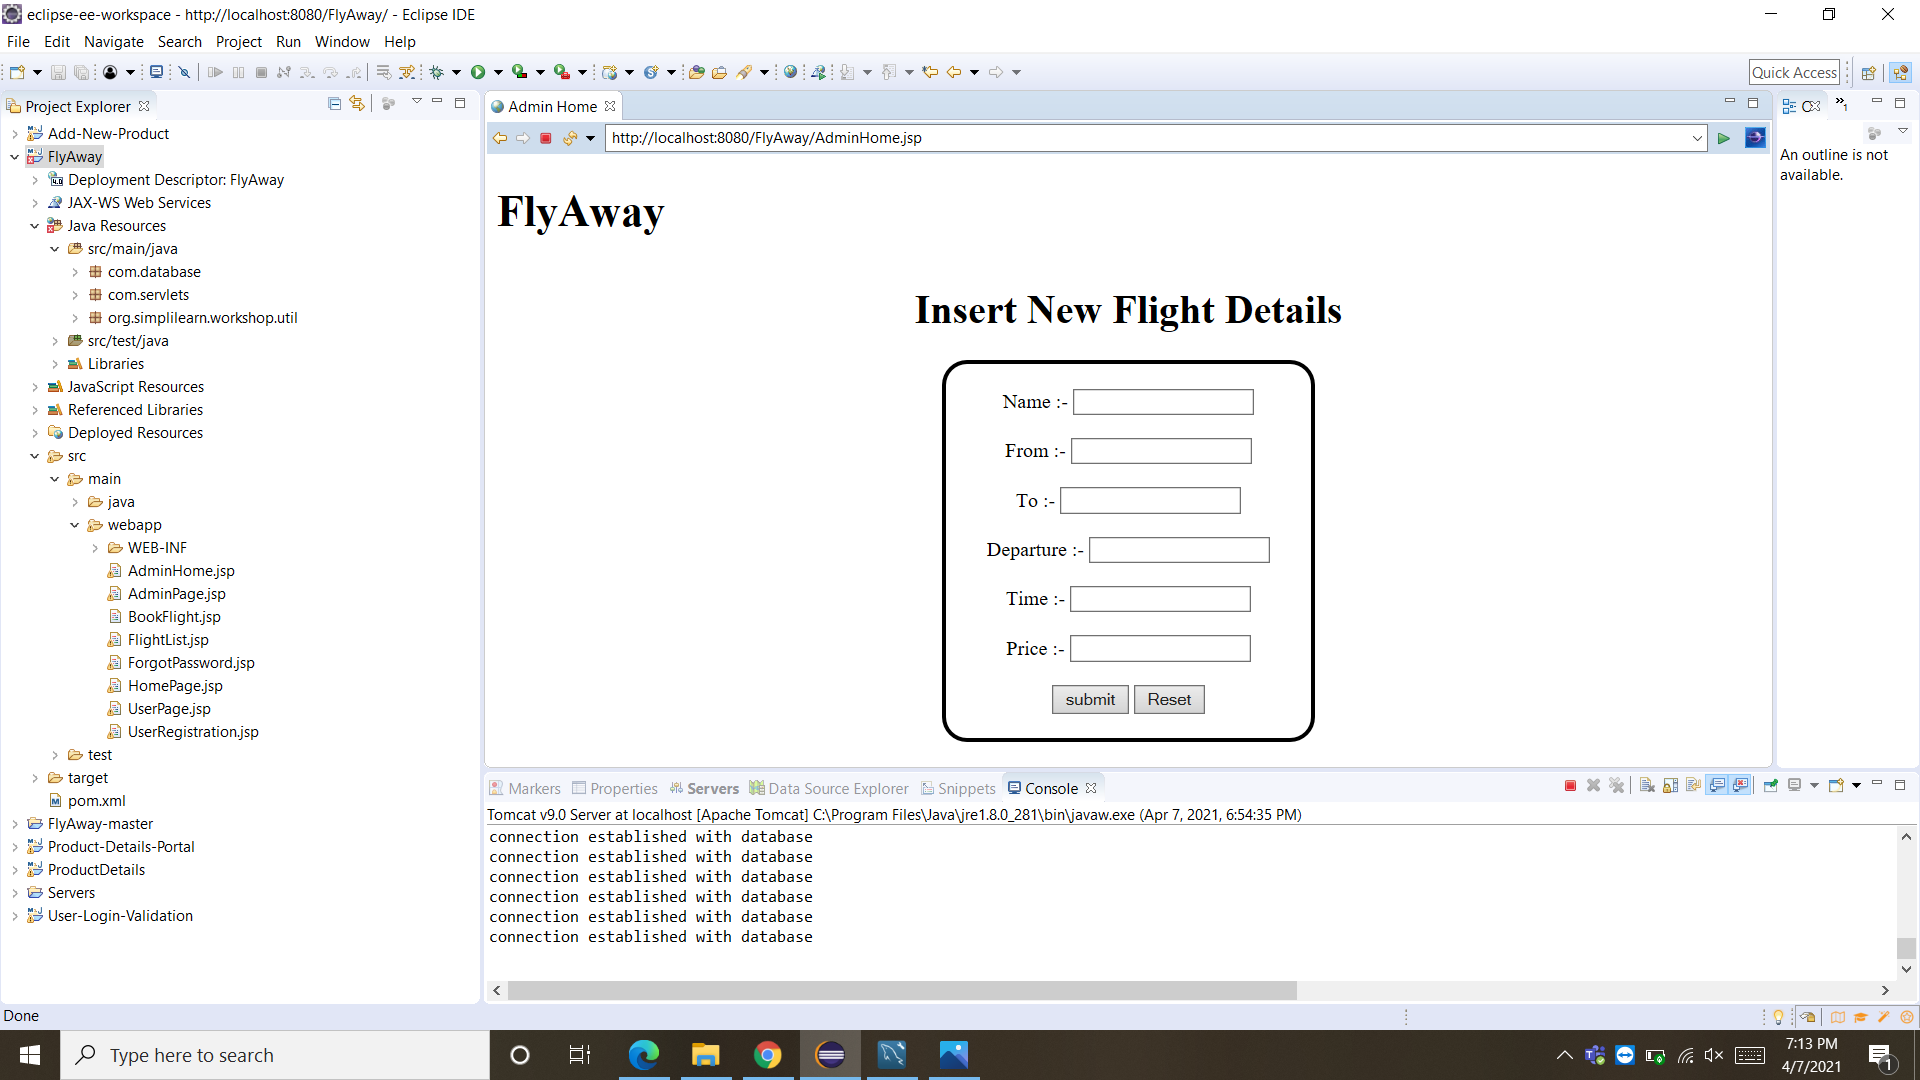 eclipse-ee-workspace - http://localhost:8080/FlyAway/ - Eclipse IDE
File Edit Navigate Search Project Run Window Help
Quick Access
Project Explorer
Add-New-Product
FlyAway
Deployment Descriptor: FlyAway
JAX-WS Web Services
Java Resources
src/main/java
com.database
com.servlets
org.simplilearn.workshop.util
src/test/java
Libraries
JavaScript Resources
Referenced Libraries
Deployed Resources
src
main
java
webapp
WEB-INF
AdminHome.jsp
AdminPage.jsp
BookFlight.jsp
FlightList.jsp
ForgotPassword.jsp
HomePage.jsp
UserPage.jsp
UserRegistration.jsp
test
target
pom.xml
FlyAway-master
Product-Details-Portal
ProductDetails
Servers
User-Login-Validation
Admin Home
http://localhost:8080/FlyAway/AdminHome.jsp
FlyAway
Insert New Flight Details
Name :-
From :-
To :-
Departure :-
Time :-
Price :-
submit Reset
An outline is not
available.
Markers Properties Servers Data Source Explorer Snippets Console
Tomcat v9.0 Server at localhost [Apache Tomcat] C:\Program Files\Java\jre1.8.0_281\bin\javaw.exe (Apr 7, 2021, 6:54:35 PM)
connection established with database
connection established with database
connection established with database
connection established with database
connection established with database
connection established with database
Done
Type here to search
7:13 PM
4/7/2021
1